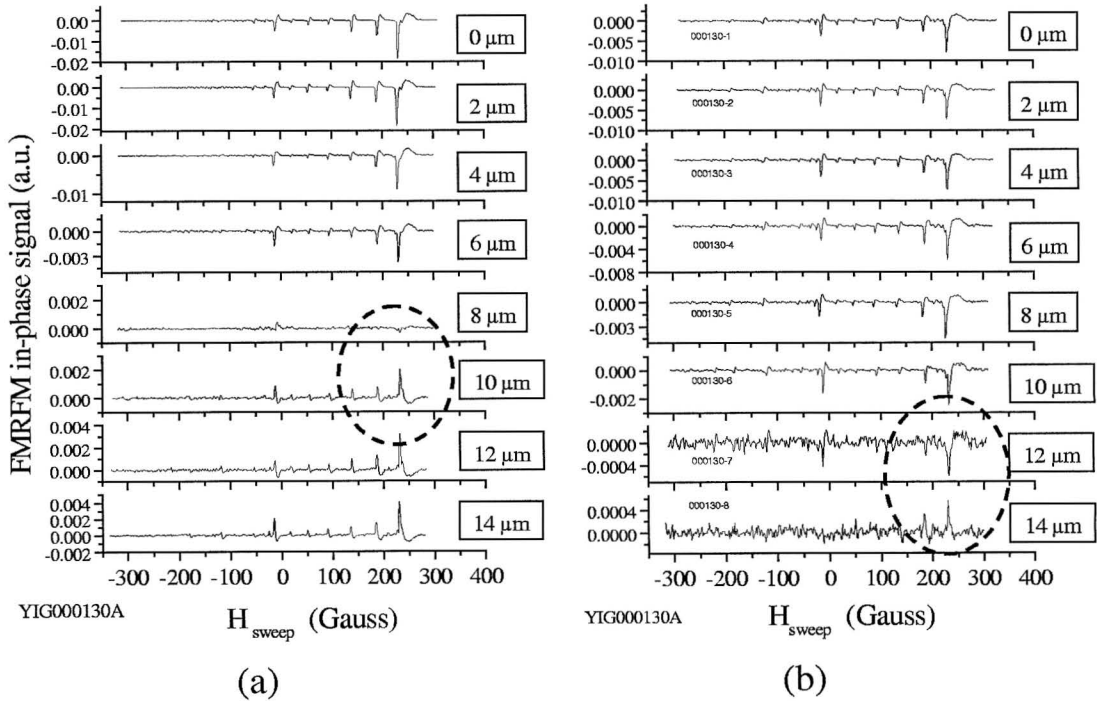 FMRFM in-phase signal (a.u.)
0.00
-0.01
-0.02
0 μm
0.00
-0.01
-0.02
2 μm
0.00
-0.01
4 μm
0.000
-0.003
6 μm
0.002
0.000
8 μm
0.002
0.000
10 μm
0.004
0.002
0.000
12 μm
0.004
0.002
0.000
-0.002
14 μm
-300 -200 -100 0 100 200 300 400
YIG000130A
H sweep (Gauss)
(a)
0.000
-0.005
-0.010
000130-1
0 μm
0.000
-0.005
-0.010
000130-2
2 μm
0.000
-0.005
-0.010
000130-3
4 μm
0.000
-0.004
-0.008
000130-4
6 μm
0.000
-0.003
000130-5
8 μm
0.000
-0.002
000130-6
10 μm
0.0000
-0.0004
000130-7
12 μm
0.0004
0.0000
000130-8
14 μm
-300 -200 -100 0 100 200 300 400
YIG000130A
H sweep (Gauss)
(b)